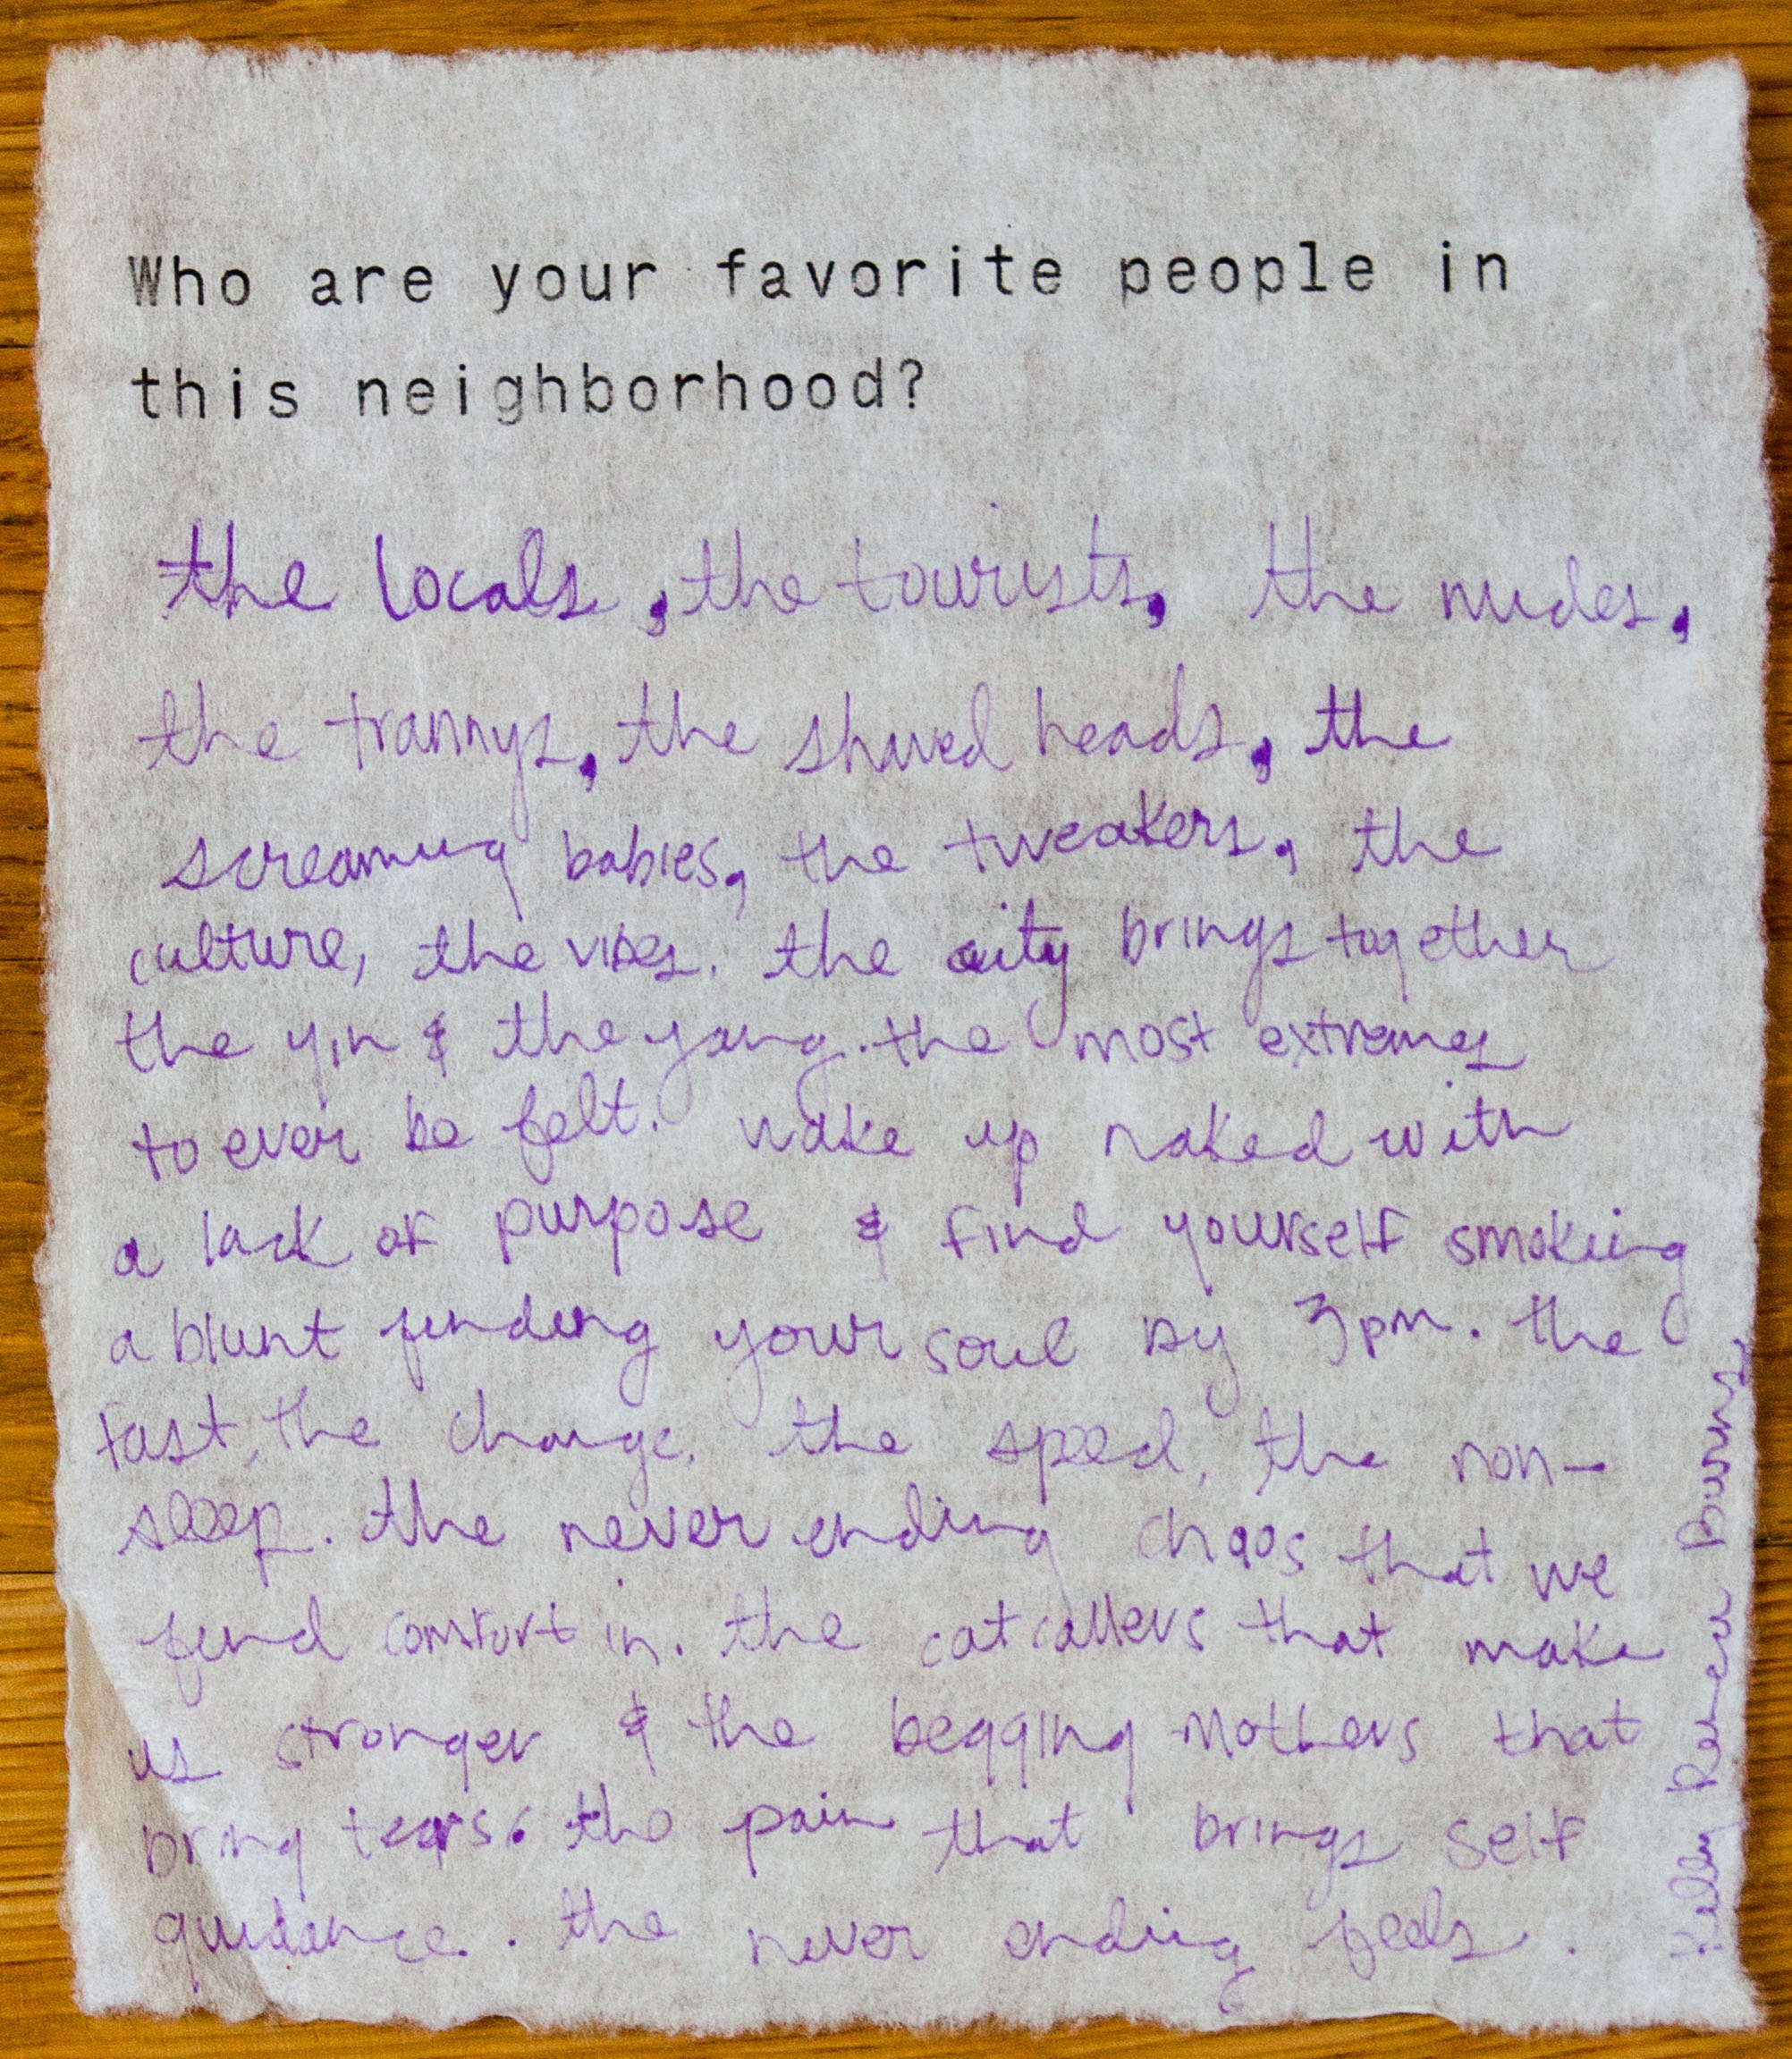 Who are your favorite people in
this neighborhood?
the locals, the tourists, the nudes,
the trannys, the shaved heads, the
screaming babies, the tweakers, the
culture, the vibes. the city brings together
the yin & the yang. the most extremes
to ever be felt. wake up naked with
a lack of purpose & find yourself smoking
a blunt finding your soul by 3pm. the
fast, the change. the speed, the non-
sleep. the never ending chaos that we
find comfort in. the catcallers that make
us stronger & the begging mothers that
bring tears. the pain that brings self
guidance. the never ending feels.
Kelly Renea Burns